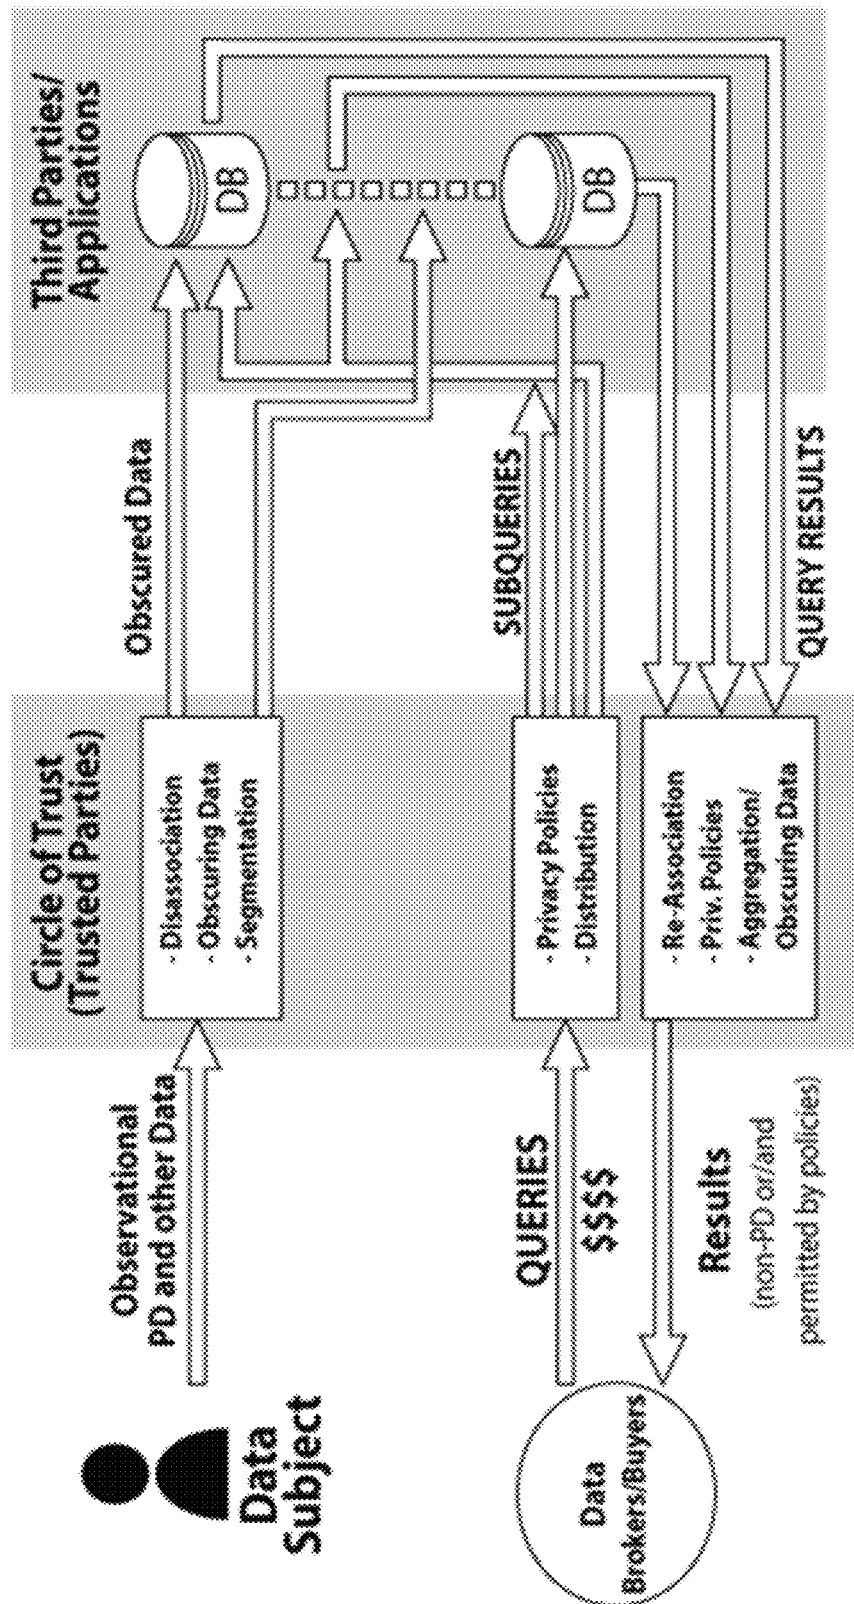 Data
Subject
Observational
PD and other Data
Circle of Trust
(Trusted Parties)
- Disassociation
- Obscuring Data
- Segmentation
Obscured Data
Third Parties/
Applications
DB
DB
Data
Brokers/Buyers
QUERIES
$$$$
- Privacy Policies
- Distribution
SUBQUERIES
Results
(non-PD or/and
permitted by policies)
- Re-Association
- Priv. Policies
- Aggregation/
Obscuring Data
QUERY RESULTS